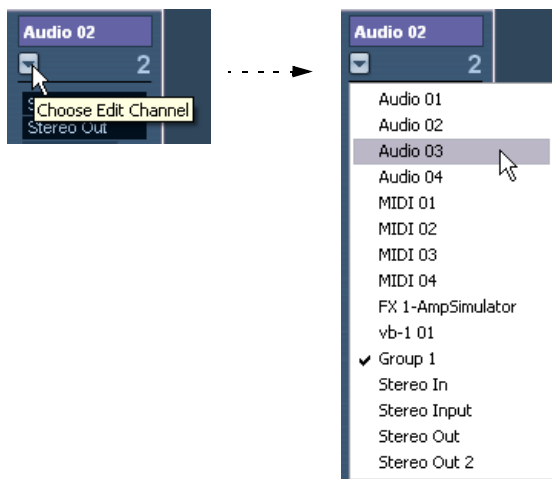 Audio 02
2
Choose Edit Channel
Stereo Out
Audio 02
2
Audio 01
Audio 02
Audio 03
Audio 04
MIDI 01
MIDI 02
MIDI 03
MIDI 04
FX 1-AmpSimulator
vb-1 01
Group 1
Stereo In
Stereo Input
Stereo Out
Stereo Out 2